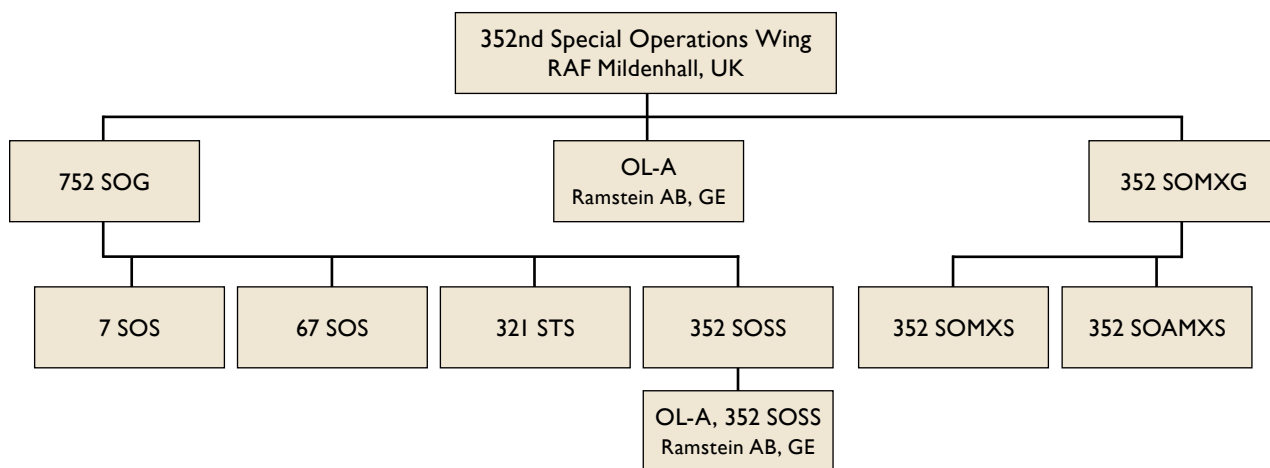 352nd Special Operations Wing
RAF Mildenhall, UK
752 SOG
OL-A
Ramstein AB, GE
352 SOMXG
7 SOS
67 SOS
321 STS
352 SOSS
352 SOMXS
352 SOAMXS
OL-A, 352 SOSS
Ramstein AB, GE